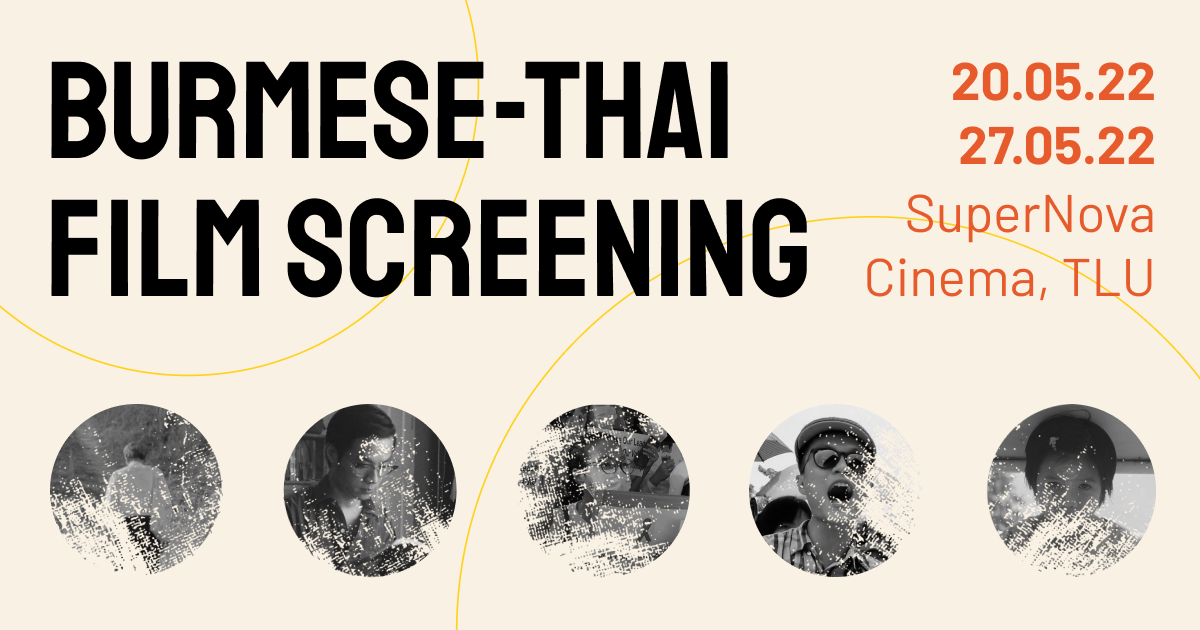 BURMESE-THAI
FILM SCREENING
20.05.22
27.05.22
SuperNova
Cinema, TLU